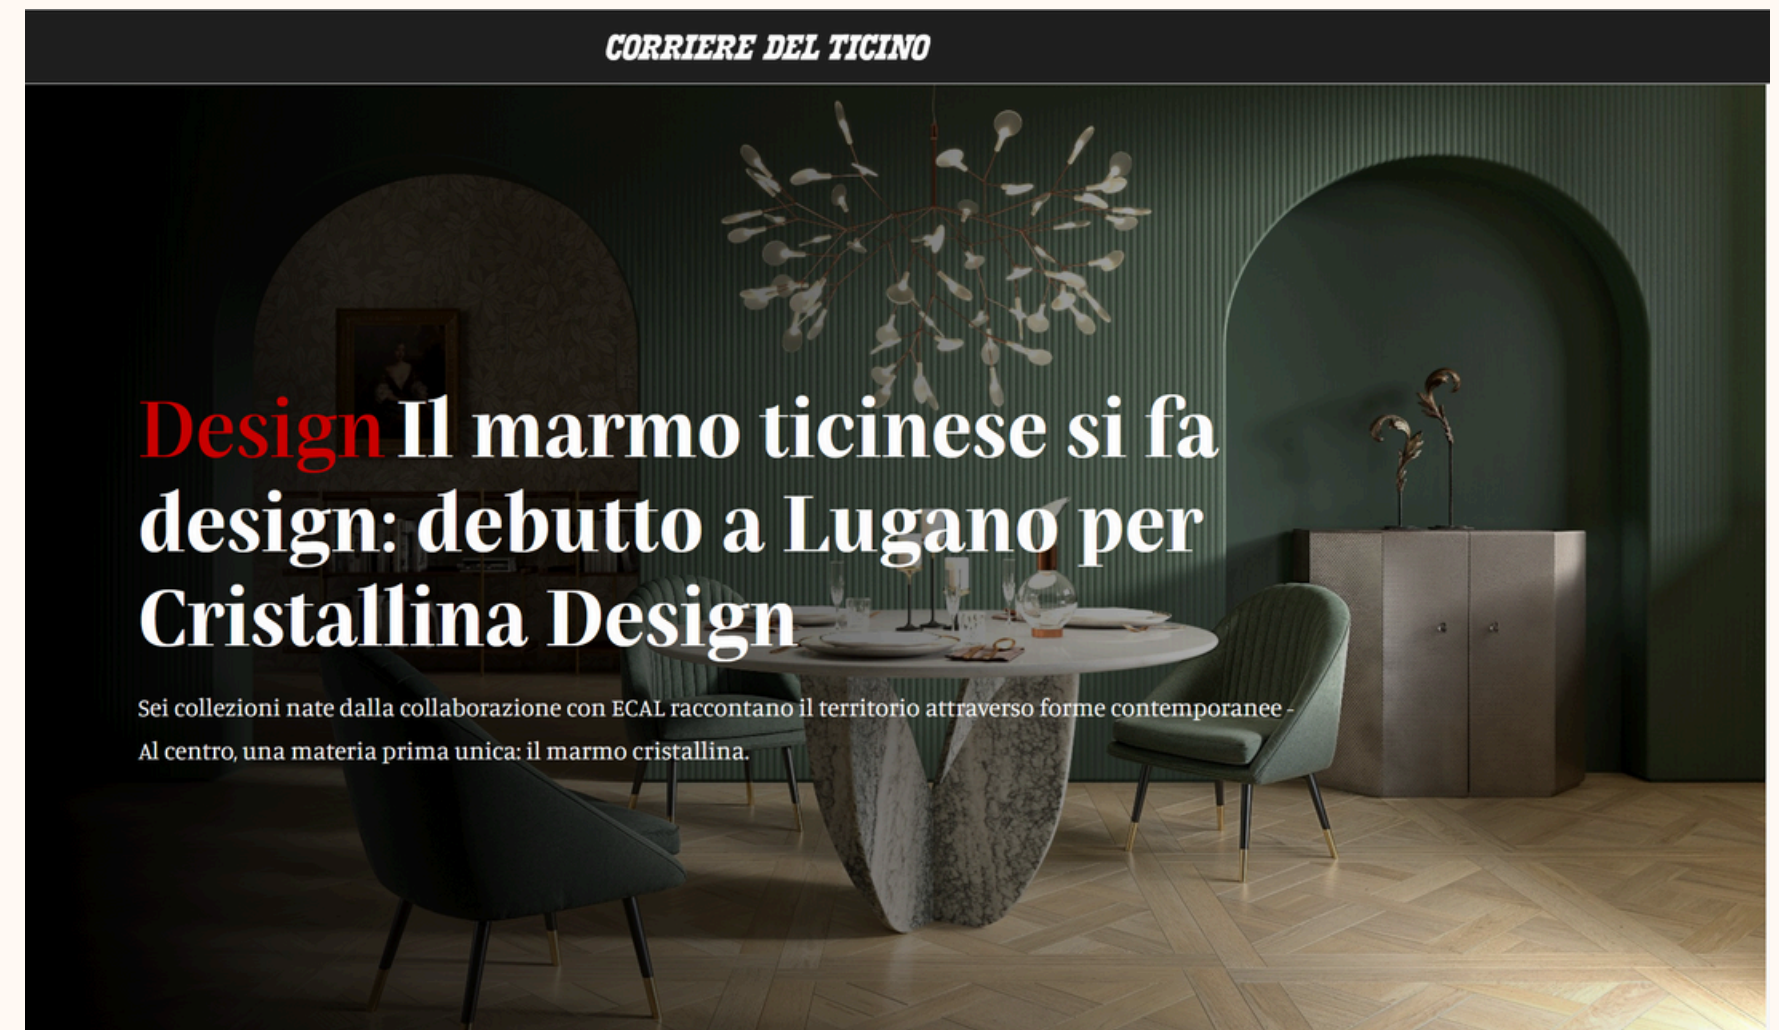 CORRIERE DEL TICINO
Design Il marmo ticinese si fa
design: debutto a Lugano per
Cristallina Design
Sei collezioni nate dalla collaborazione con ECAL raccontano il territorio attraverso forme contemporanee -
Al centro, una materia prima unica: il marmo cristallina.